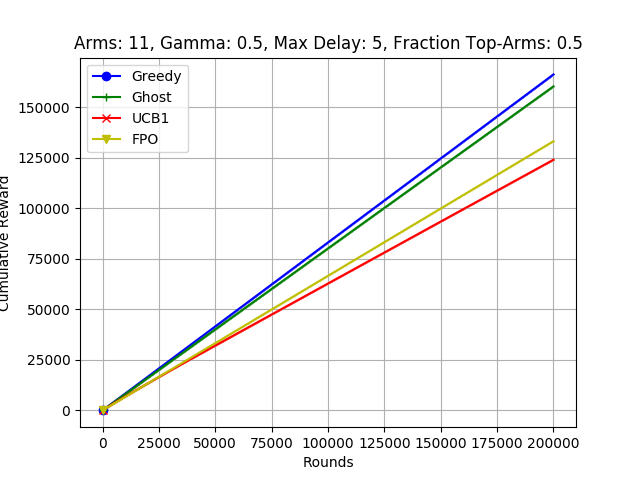 Arms: 11, Gamma: 0.5, Max Delay: 5, Fraction Top-Arms: 0.5
Greedy
Ghost
UCB1
FPO
150000
125000
100000
75000
50000
25000
0
Cumulative Reward
0 25000 50000 75000 100000 125000 150000 175000 200000
Rounds